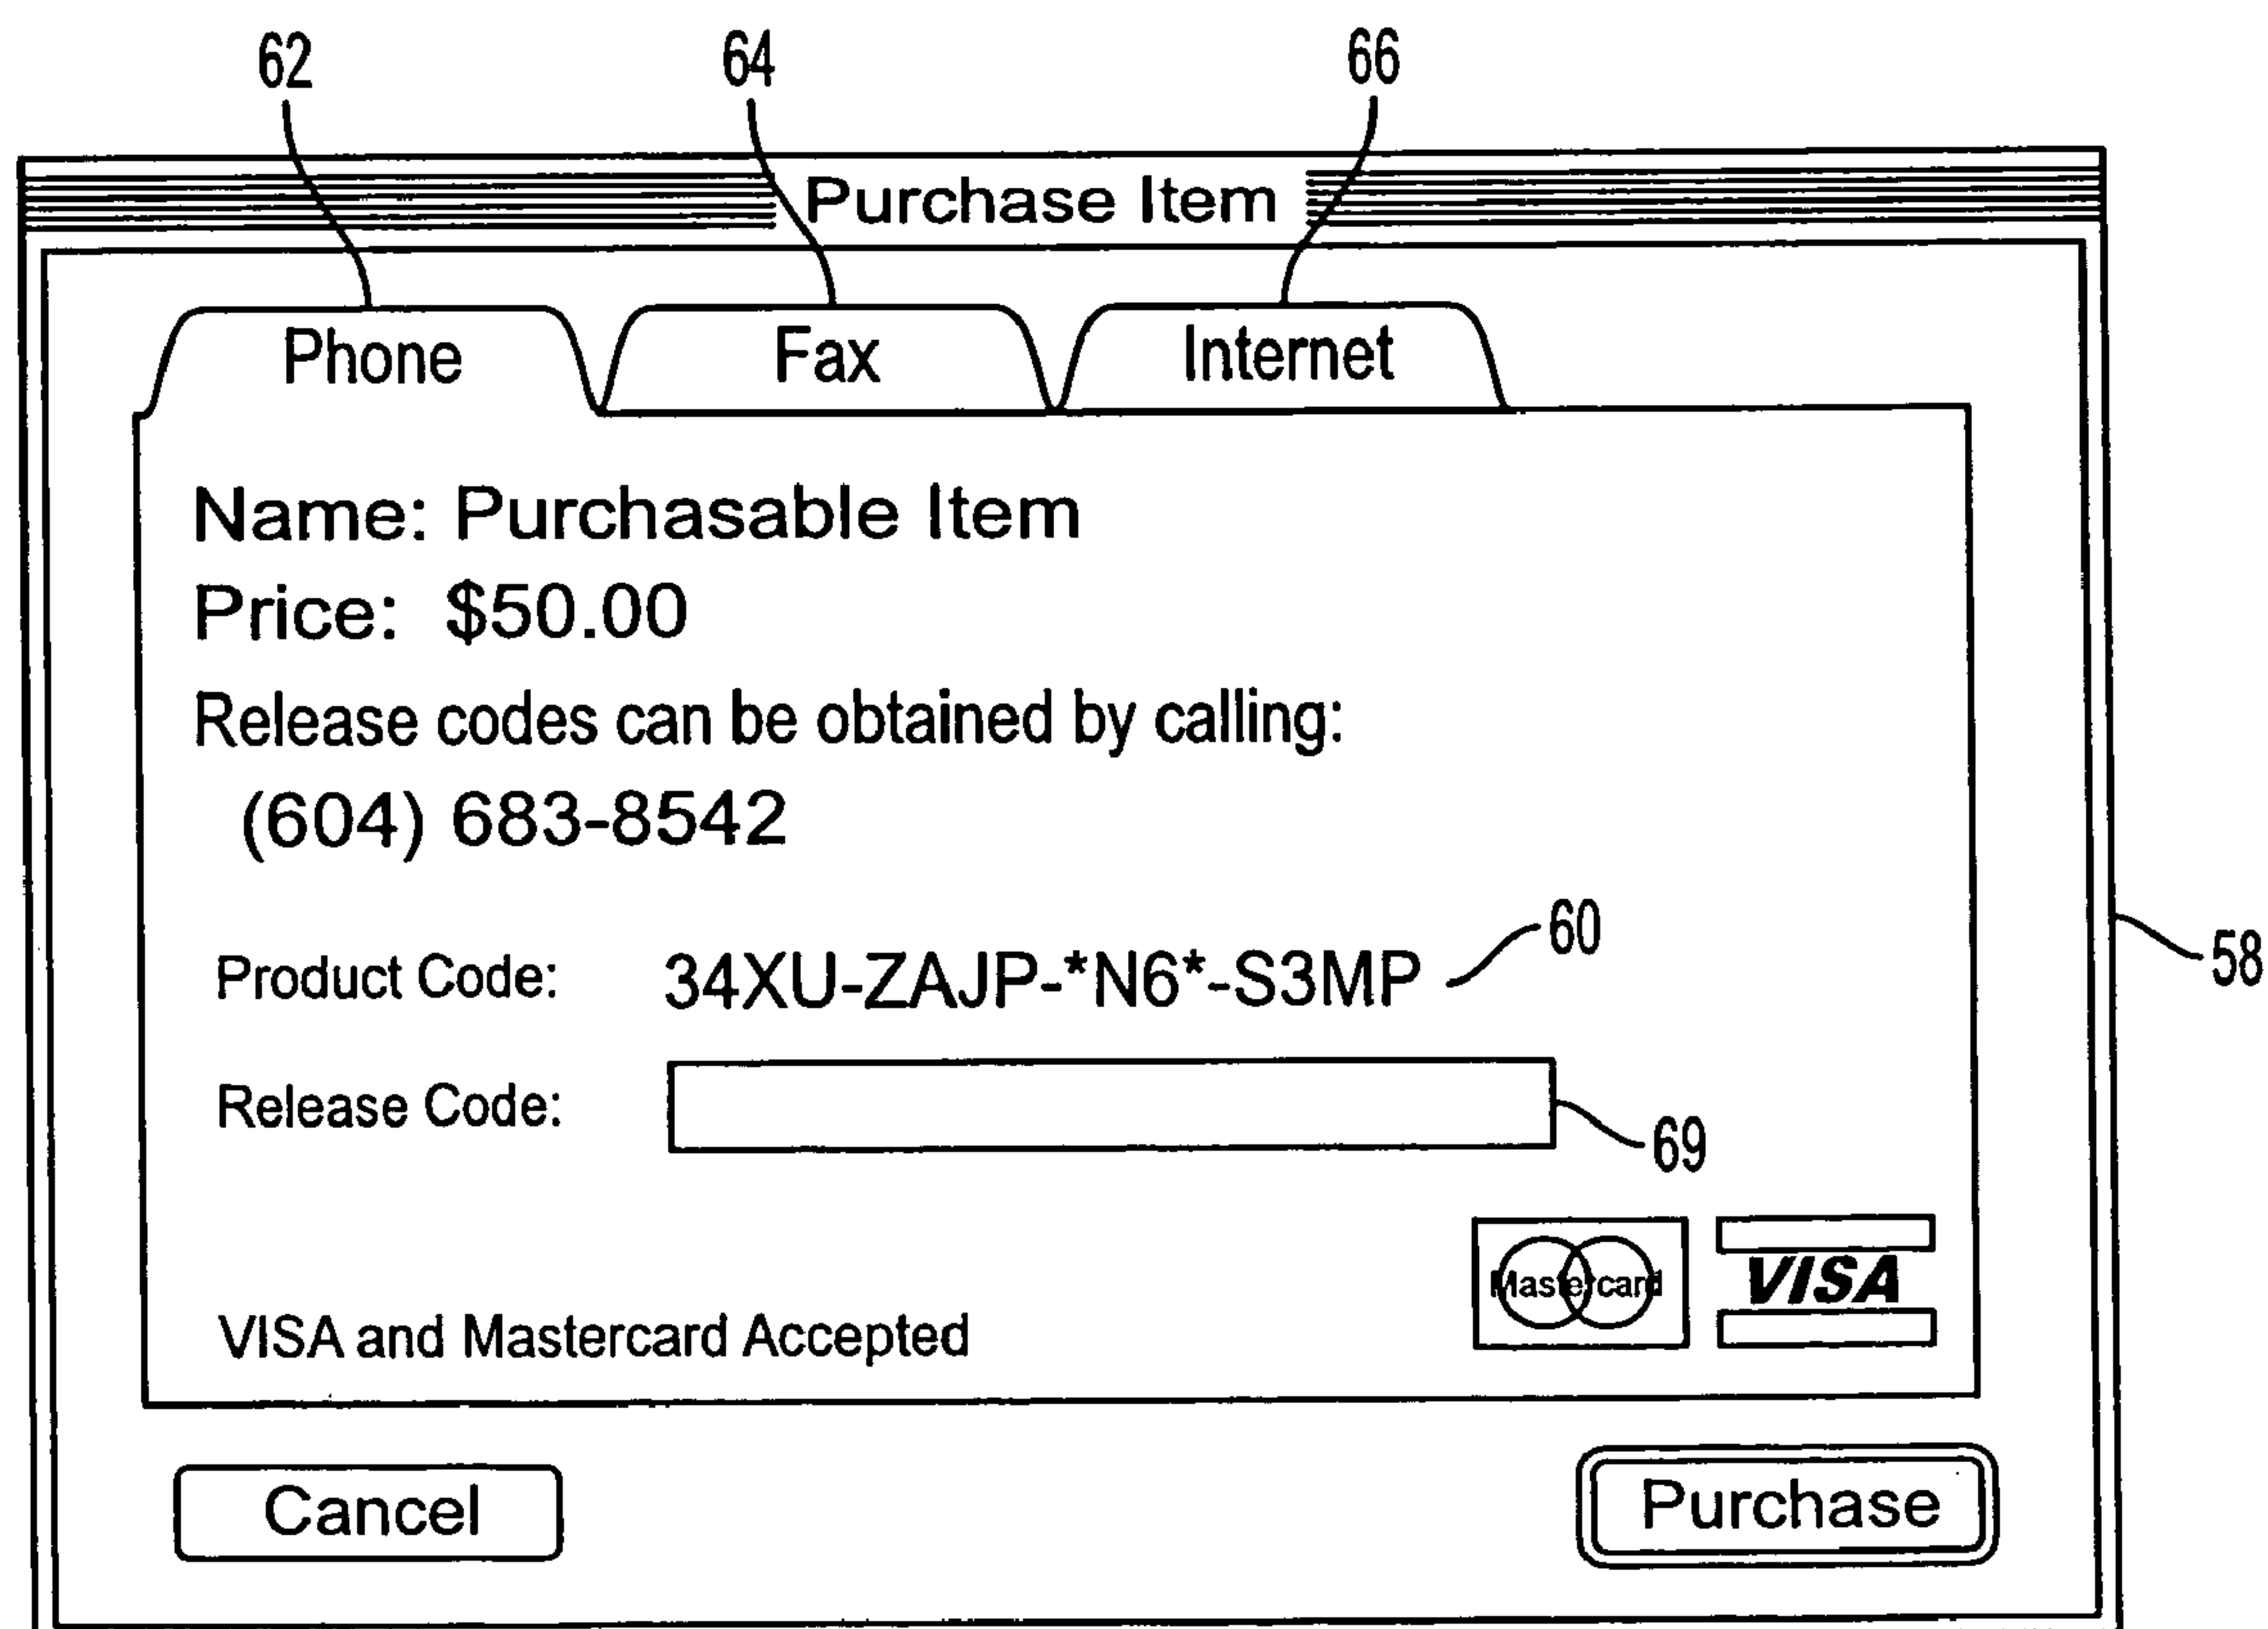 62 64 66
Purchase Item
Phone Fax Internet
Name: Purchasable Item
Price: $50.00
Release codes can be obtained by calling:
(604) 683-8542
Product Code: 34XU-ZAJP-*N6*-S3MP 60
58
Release Code:
69
Mastercard VISA
VISA and Mastercard Accepted
Cancel Purchase